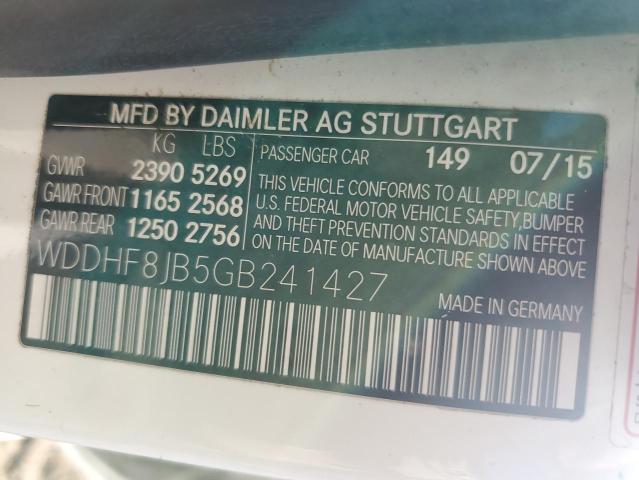 MFD BY DAIMLER AG STUTTGART
KG LBS
GVWR 2390 5269
GAWR FRONT 1165 2568
GAWR REAR 1250 2756
PASSENGER CAR 149 07/15
THIS VEHICLE CONFORMS TO ALL APPLICABLE
U.S. FEDERAL MOTOR VEHICLE SAFETY,BUMPER
AND THEFT PREVENTION STANDARDS IN EFFECT
ON THE DATE OF MANUFACTURE SHOWN ABOVE
WDDHF8JB5GB241427
MADE IN GERMANY